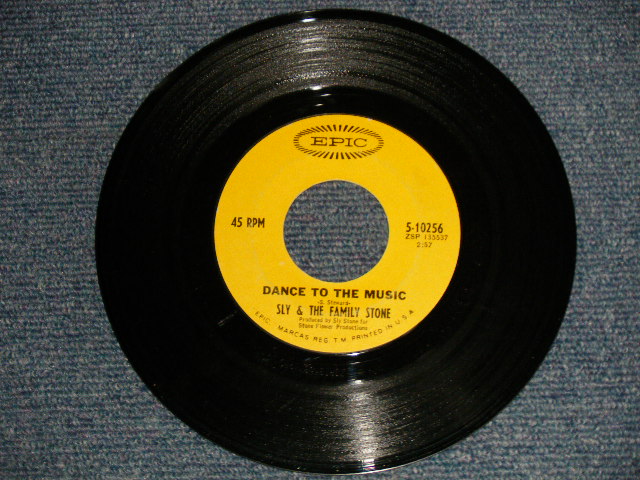 EPIC
45 RPM
5-10256
ZSP 135537
2:57
DANCE TO THE MUSIC
-S. Stewart-
SLY & THE FAMILY STONE
Produced by Sly Stone for
Stone Flower Productions
EPIC. MARCAS REG. T.M. PRINTED IN U.S.A.